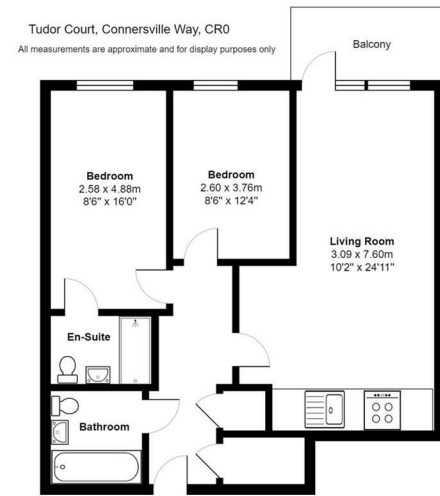 Tudor Court, Connersville Way, CR0
All measurements are approximate and for display purposes only
Balcony
Bedroom
2.58 x 4.88m
8'6" x 16'0"
Bedroom
2.60 x 3.76m
8'6" x 12'4"
Living Room
3.09 x 7.60m
10'2" x 24'11"
En-Suite
Bathroom